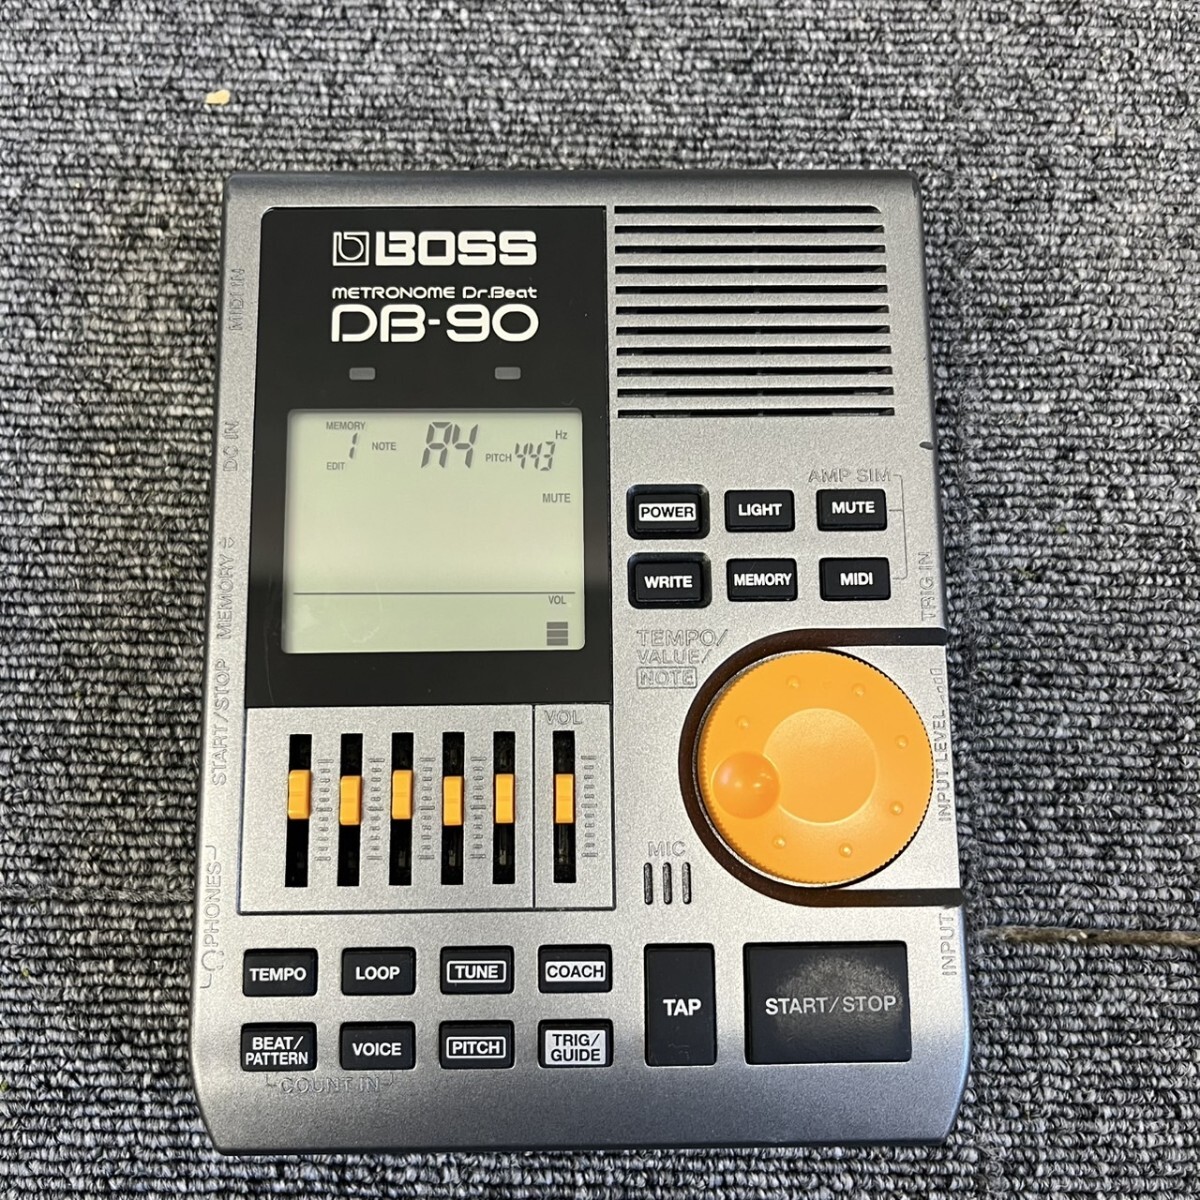 BOSS
METRONOME Dr.Beat
DB-90
MEMORY
1
EDIT
NOTE
A4
PITCH 443 Hz
MUTE
VOL
MIDI IN
DC IN
MEMORY
START/STOP
PHONES
VOL
AMP SIM
POWER
LIGHT
MUTE
WRITE
MEMORY
MIDI
TRIG IN
TEMPO/
VALUE/
NOTE
INPUT LEVEL
INPUT
MIC
TEMPO
LOOP
TUNE
COACH
BEAT/
PATTERN
VOICE
PITCH
TRIG/
GUIDE
COUNT IN
TAP
START/STOP